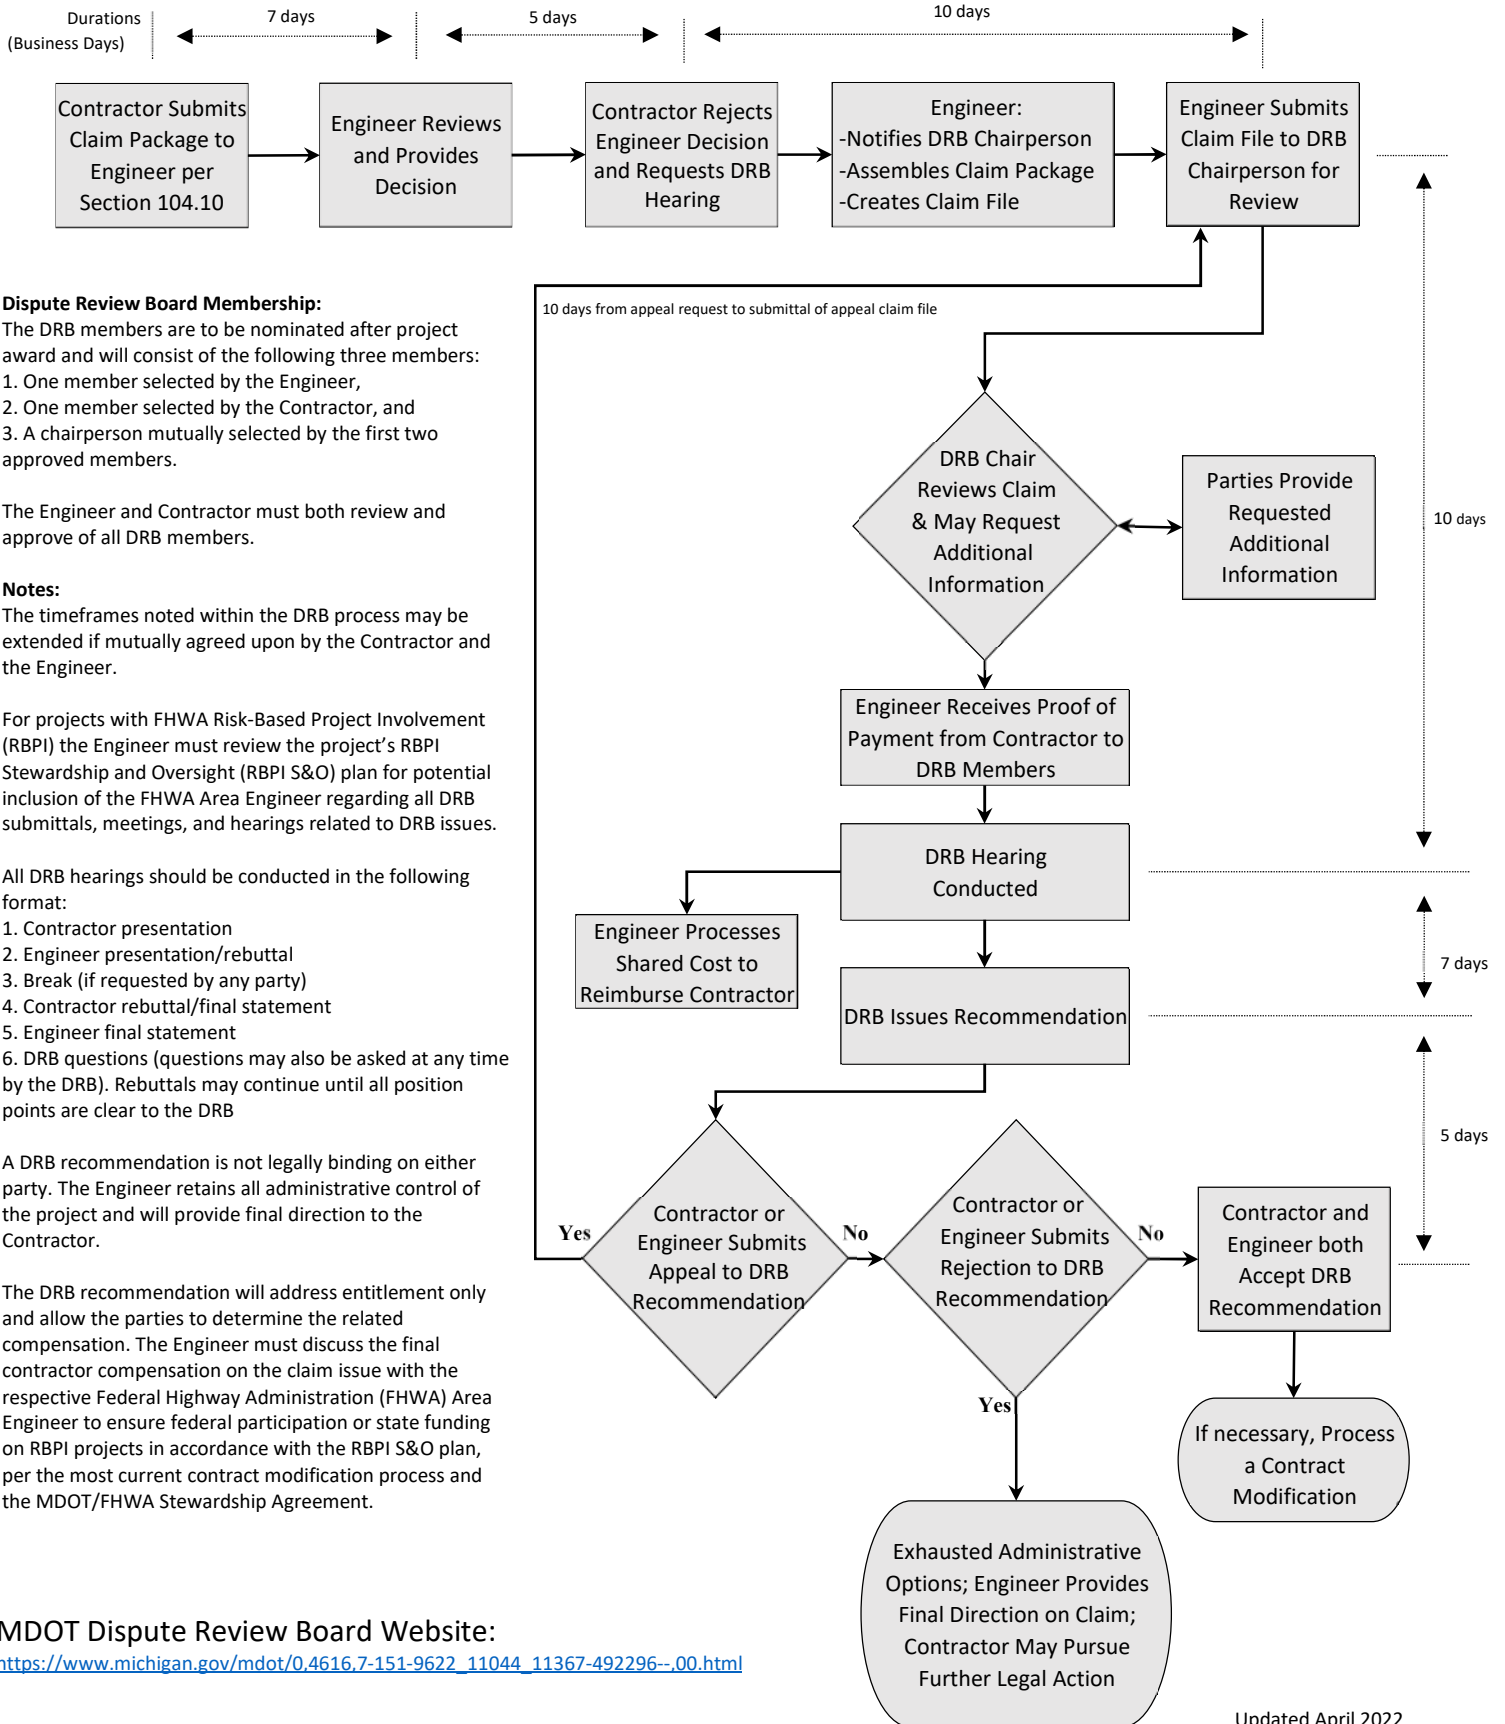 Durations
(Business Days)
7 days
5 days
10 days
Contractor Submits
Claim Package to
Engineer per
Section 104.10
Engineer Reviews
and Provides
Decision
Contractor Rejects
Engineer Decision
and Requests DRB
Hearing
Engineer:
-Notifies DRB Chairperson
-Assembles Claim Package
-Creates Claim File
Engineer Submits
Claim File to DRB
Chairperson for
Review
10 days from appeal request to submittal of appeal claim file
Dispute Review Board Membership:
The DRB members are to be nominated after project
award and will consist of the following three members:
1. One member selected by the Engineer,
2. One member selected by the Contractor, and
3. A chairperson mutually selected by the first two
approved members.
The Engineer and Contractor must both review and
approve of all DRB members.
Notes:
The timeframes noted within the DRB process may be
extended if mutually agreed upon by the Contractor and
the Engineer.
For projects with FHWA Risk-Based Project Involvement
(RBPI) the Engineer must review the project’s RBPI
Stewardship and Oversight (RBPI S&O) plan for potential
inclusion of the FHWA Area Engineer regarding all DRB
submittals, meetings, and hearings related to DRB issues.
All DRB hearings should be conducted in the following
format:
1. Contractor presentation
2. Engineer presentation/rebuttal
3. Break (if requested by any party)
4. Contractor rebuttal/final statement
5. Engineer final statement
6. DRB questions (questions may also be asked at any time
by the DRB). Rebuttals may continue until all position
points are clear to the DRB
A DRB recommendation is not legally binding on either
party. The Engineer retains all administrative control of
the project and will provide final direction to the
Contractor.
The DRB recommendation will address entitlement only
and allow the parties to determine the related
compensation. The Engineer must discuss the final
contractor compensation on the claim issue with the
respective Federal Highway Administration (FHWA) Area
Engineer to ensure federal participation or state funding
on RBPI projects in accordance with the RBPI S&O plan,
per the most current contract modification process and
the MDOT/FHWA Stewardship Agreement.
DRB Chair
Reviews Claim
& May Request
Additional
Information
Parties Provide
Requested
Additional
Information
10 days
Engineer Receives Proof of
Payment from Contractor to
DRB Members
DRB Hearing
Conducted
Engineer Processes
Shared Cost to
Reimburse Contractor
7 days
DRB Issues Recommendation
5 days
Yes
Contractor or
Engineer Submits
Appeal to DRB
Recommendation
No
Contractor or
Engineer Submits
Rejection to DRB
Recommendation
No
Contractor and
Engineer both
Accept DRB
Recommendation
Yes
If necessary, Process
a Contract
Modification
Exhausted Administrative
Options; Engineer Provides
Final Direction on Claim;
Contractor May Pursue
Further Legal Action
MDOT Dispute Review Board Website:
https://www.michigan.gov/mdot/0,4616,7-151-9622_11044_11367-492296--,00.html
Updated April 2022